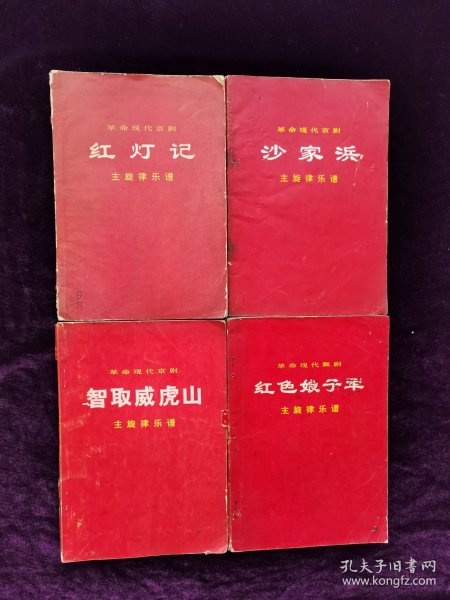 革命现代京剧
红灯记
主旋律乐谱
革命现代京剧
沙家浜
主旋律乐谱
革命现代京剧
智取威虎山
主旋律乐谱
革命现代舞剧
红色娘子军
主旋律乐谱
孔夫子旧书网
www.kongfz.com